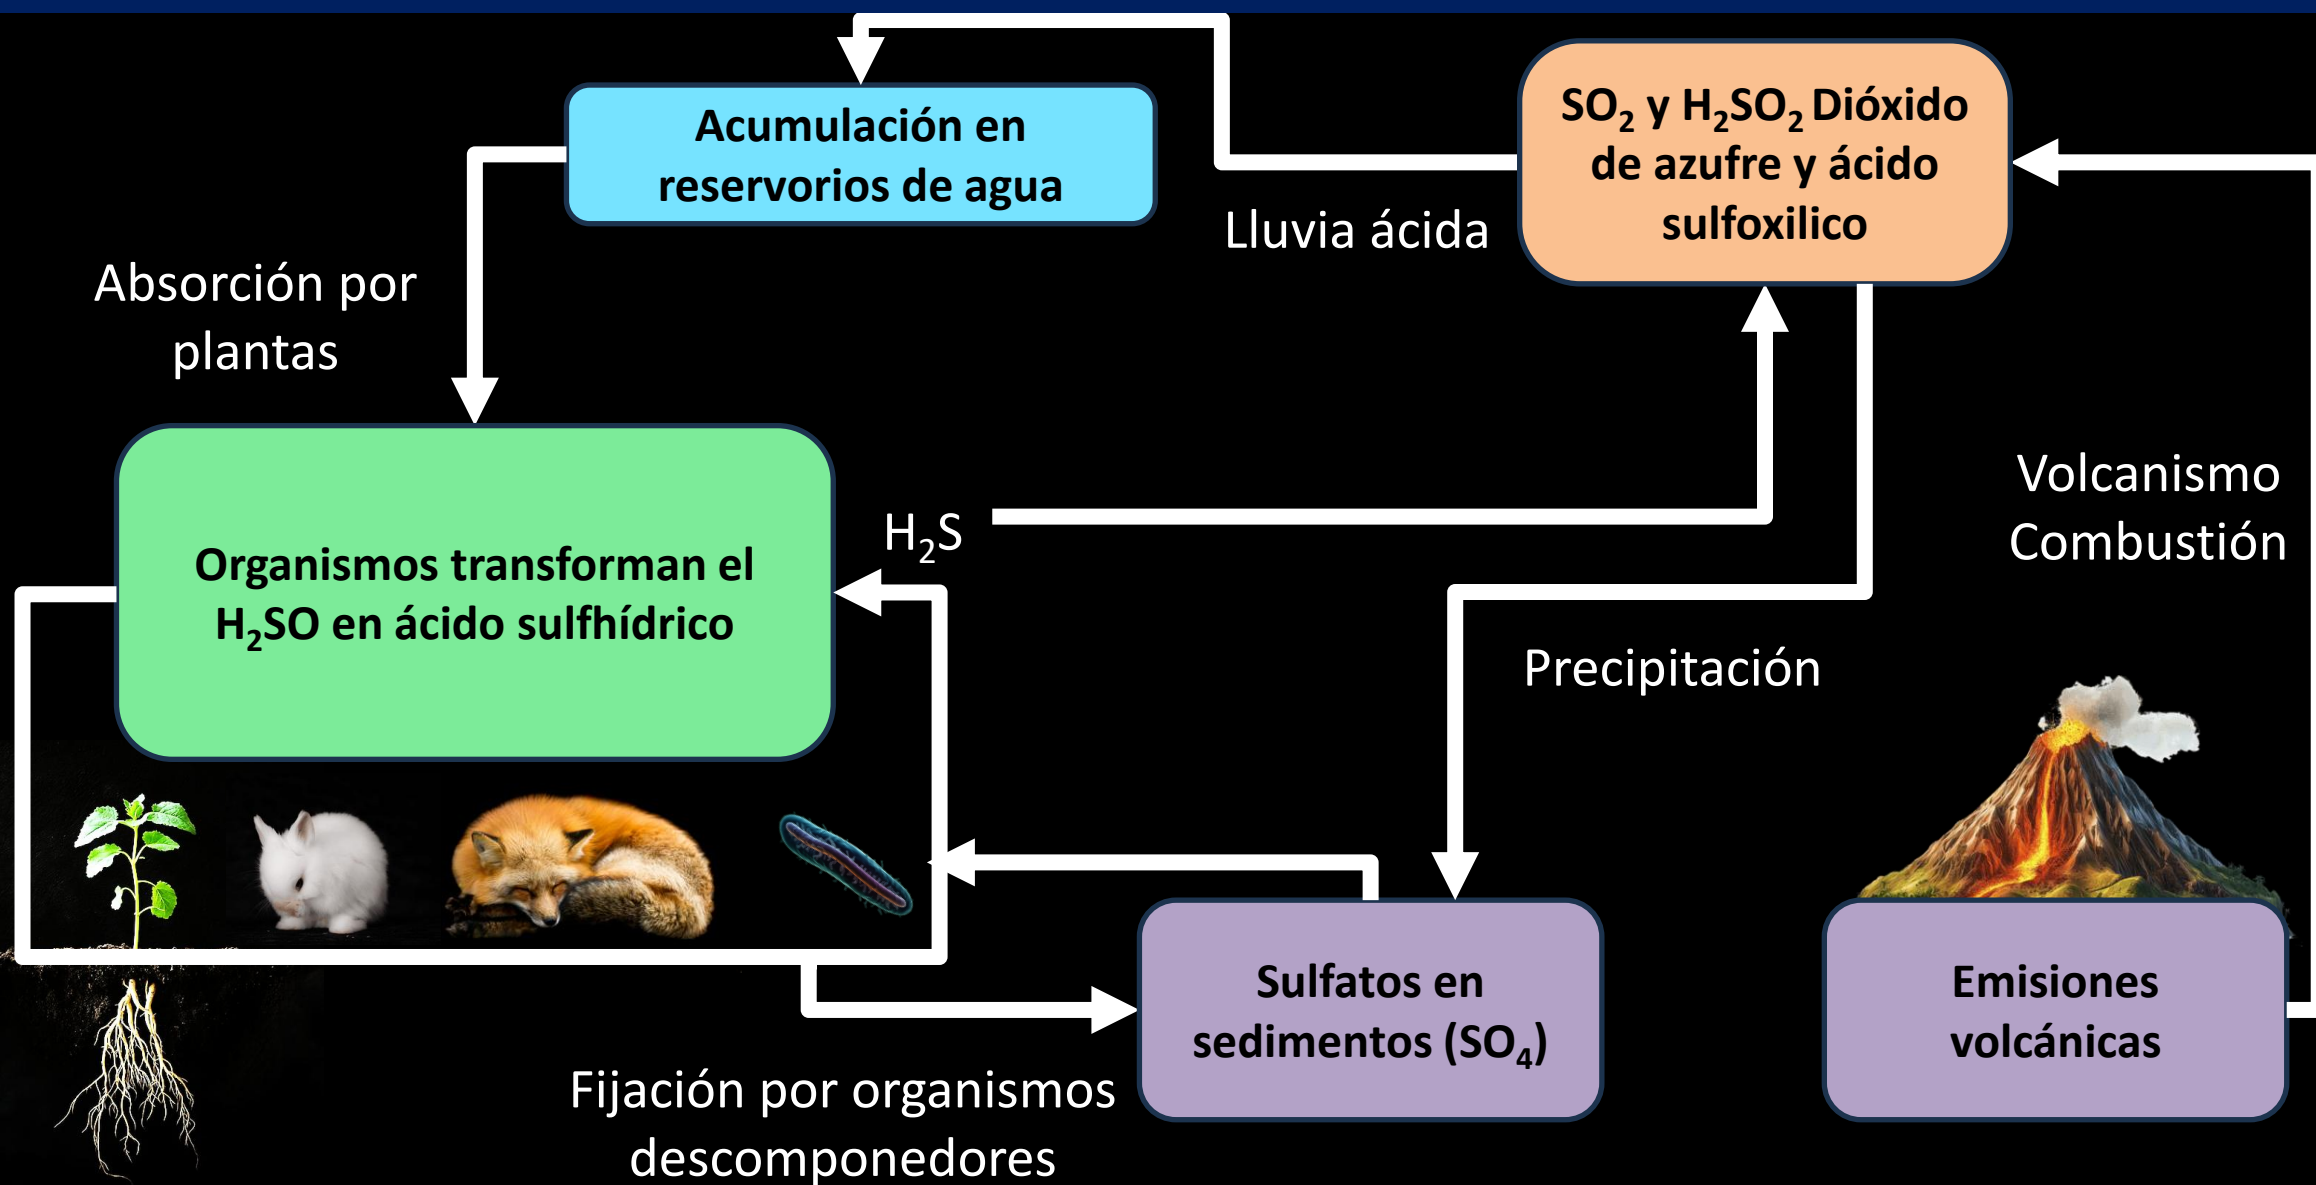 Acumulación en
reservorios de agua
SO₂ y H₂SO₂ Dióxido
de azufre y ácido
sulfoxilico
Lluvia ácida
Absorción por
plantas
H₂S
Volcanismo
Combustión
Organismos transforman el
H₂SO en ácido sulfhídrico
Precipitación
Sulfatos en
sedimentos (SO₄)
Emisiones
volcánicas
Fijación por organismos
descomponedores